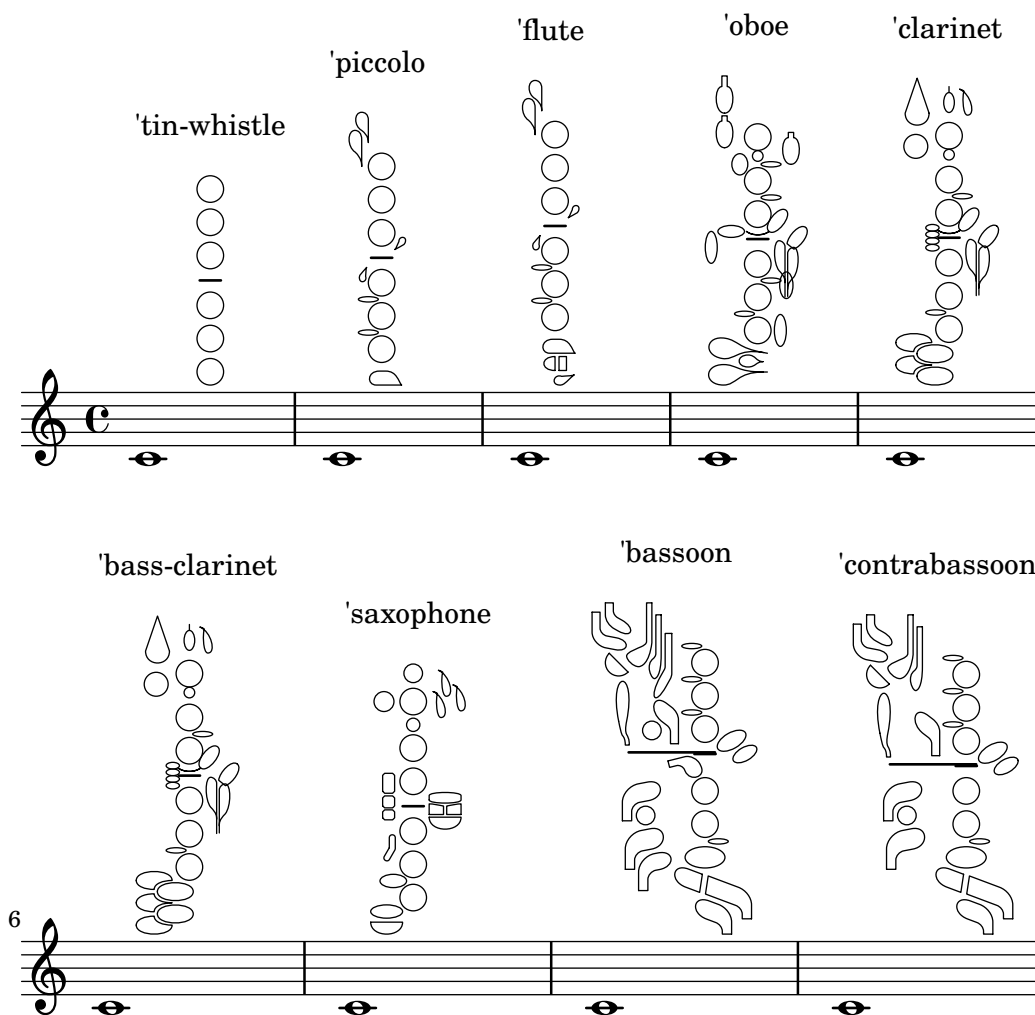 'tin-whistle
'piccolo
'flute
'oboe
'clarinet
'bass-clarinet
'saxophone
'bassoon
'contrabassoon
6